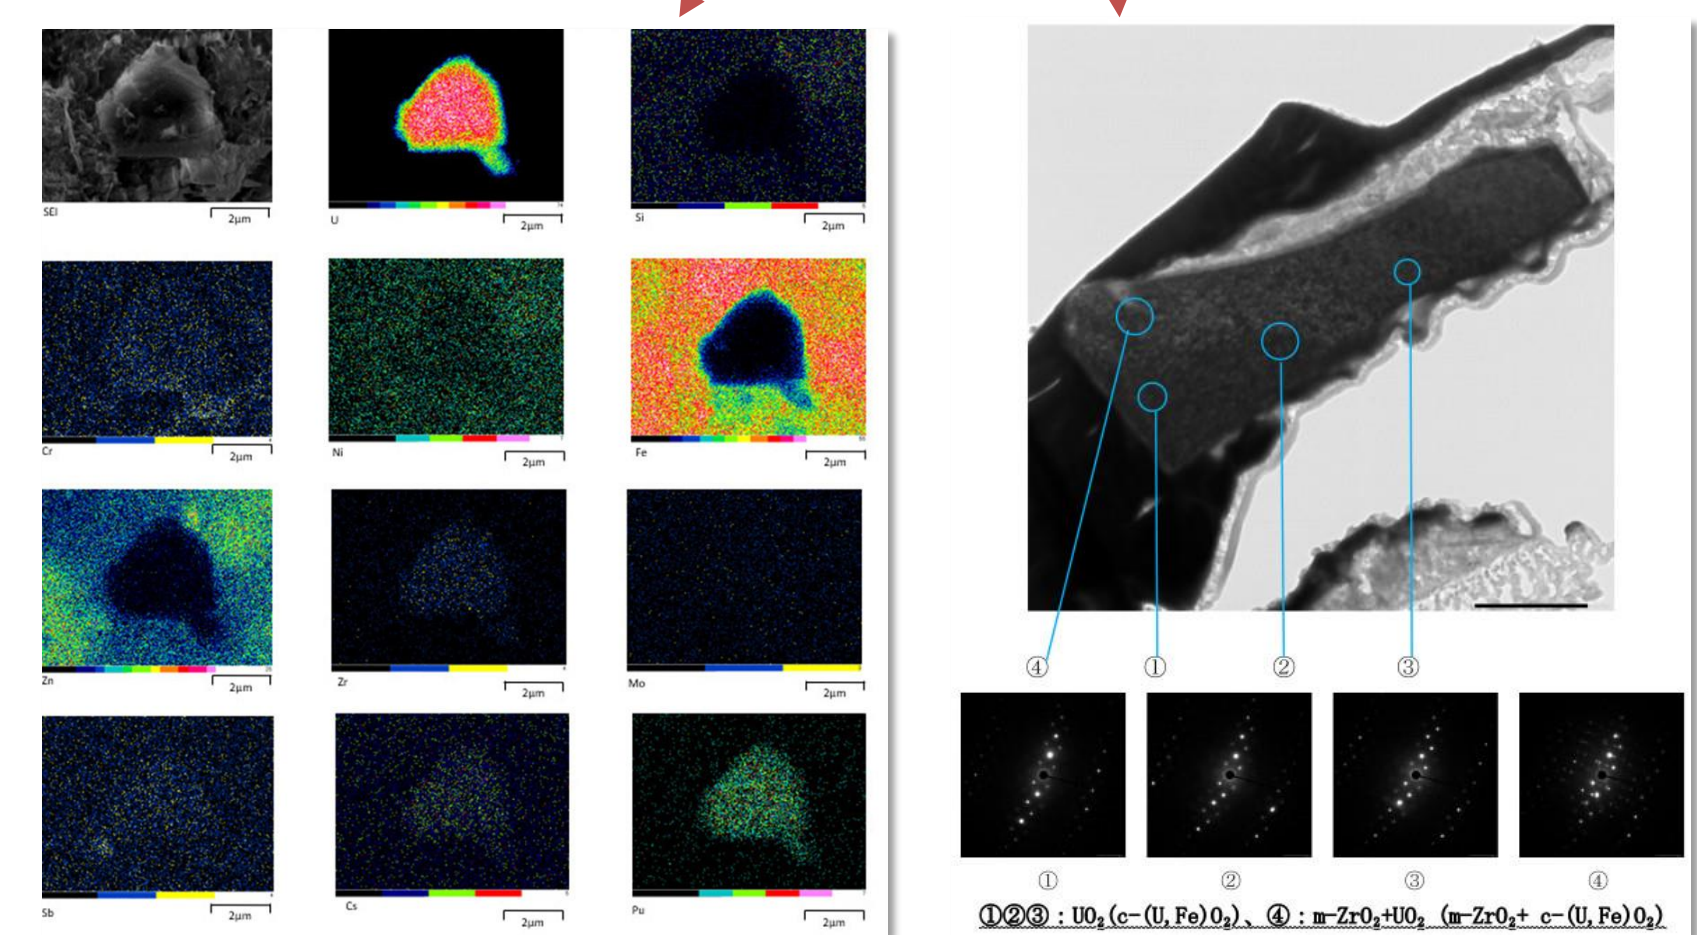 SEI
2μm
U
2μm
Si
2μm
Cr
2μm
Ni
2μm
Fe
2μm
Zn
2μm
Zr
2μm
Mo
2μm
Sb
2μm
Cs
2μm
Pu
2μm
④ ① ② ③
① ② ③ ④
①②③:UO₂(c-(U,Fe)O₂)、④:m-ZrO₂+UO₂ (m-ZrO₂+ c-(U,Fe)O₂)